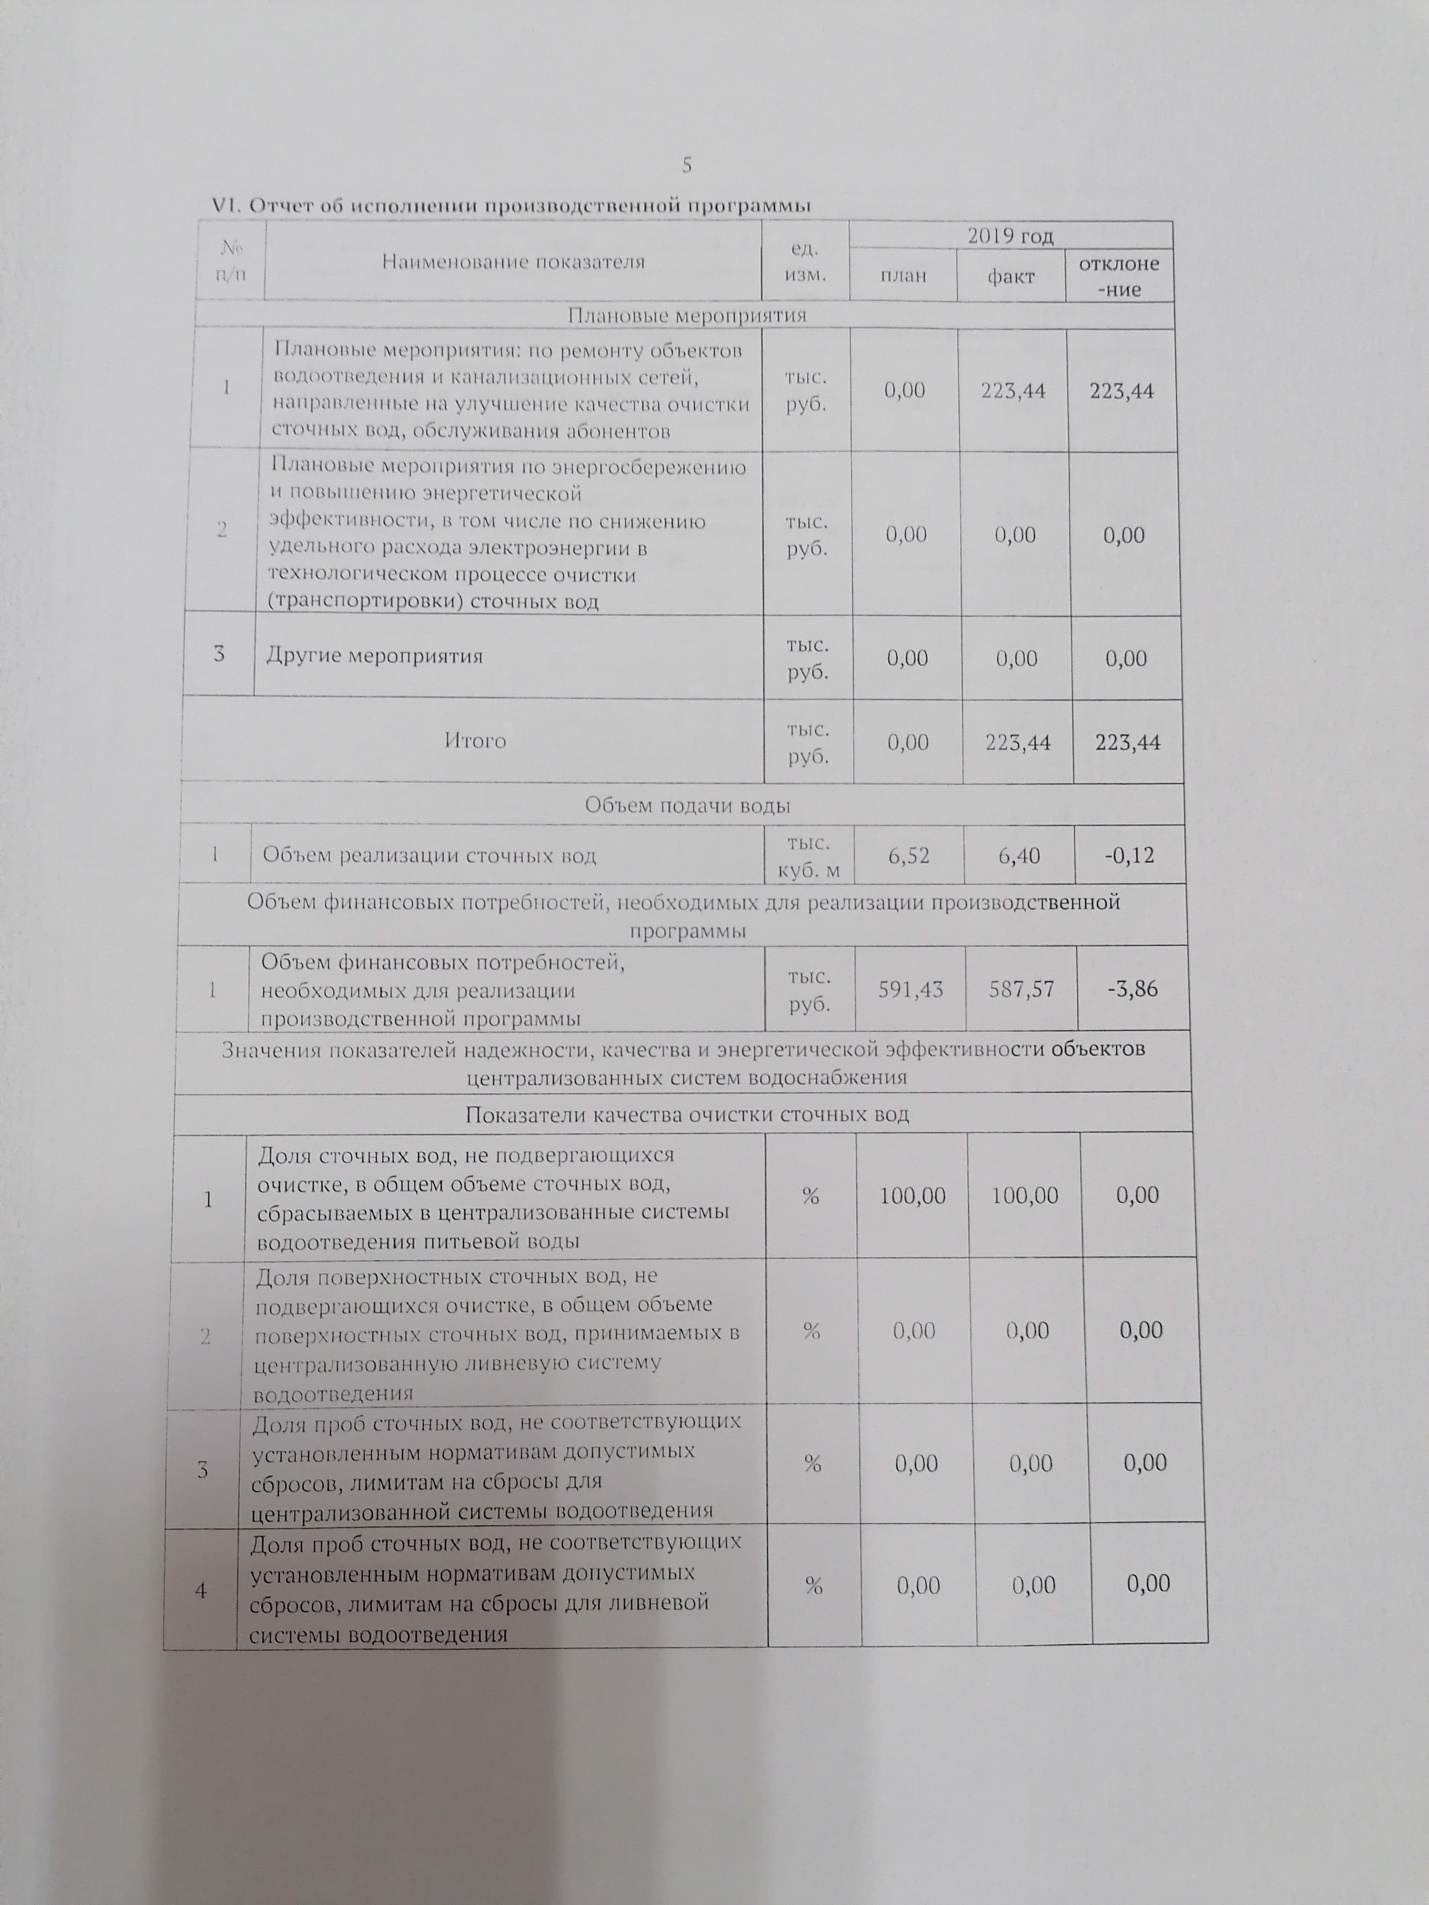 5
VI. Отчет об исполнении производственной программы
№ п/п
Наименование показателя
ед. изм.
2019 год
план
факт
отклоне
-ние
Плановые мероприятия
1
Плановые мероприятия: по ремонту объектов
водоотведения и канализационных сетей,
направленные на улучшение качества очистки
сточных вод, обслуживания абонентов
тыс.
руб.
0,00
223,44
223,44
2
Плановые мероприятия по энергосбережению
и повышению энергетической
эффективности, в том числе по снижению
удельного расхода электроэнергии в
технологическом процессе очистки
(транспортировки) сточных вод
тыс.
руб.
0,00
0,00
0,00
3
Другие мероприятия
тыс.
руб.
0,00
0,00
0,00
Итого
тыс.
руб.
0,00
223,44
223,44
Объем подачи воды
1
Объем реализации сточных вод
тыс.
куб. м
6,52
6,40
-0,12
Объем финансовых потребностей, необходимых для реализации производственной
программы
1
Объем финансовых потребностей,
необходимых для реализации
производственной программы
тыс.
руб.
591,43
587,57
-3,86
Значения показателей надежности, качества и энергетической эффективности объектов
централизованных систем водоснабжения
Показатели качества очистки сточных вод
1
Доля сточных вод, не подвергающихся
очистке, в общем объеме сточных вод,
сбрасываемых в централизованные системы
водоотведения питьевой воды
%
100,00
100,00
0,00
2
Доля поверхностных сточных вод, не
подвергающихся очистке, в общем объеме
поверхностных сточных вод, принимаемых в
централизованную ливневую систему
водоотведения
%
0,00
0,00
0,00
3
Доля проб сточных вод, не соответствующих
установленным нормативам допустимых
сбросов, лимитам на сбросы для
централизованной системы водоотведения
%
0,00
0,00
0,00
4
Доля проб сточных вод, не соответствующих
установленным нормативам допустимых
сбросов, лимитам на сбросы для ливневой
системы водоотведения
%
0,00
0,00
0,00